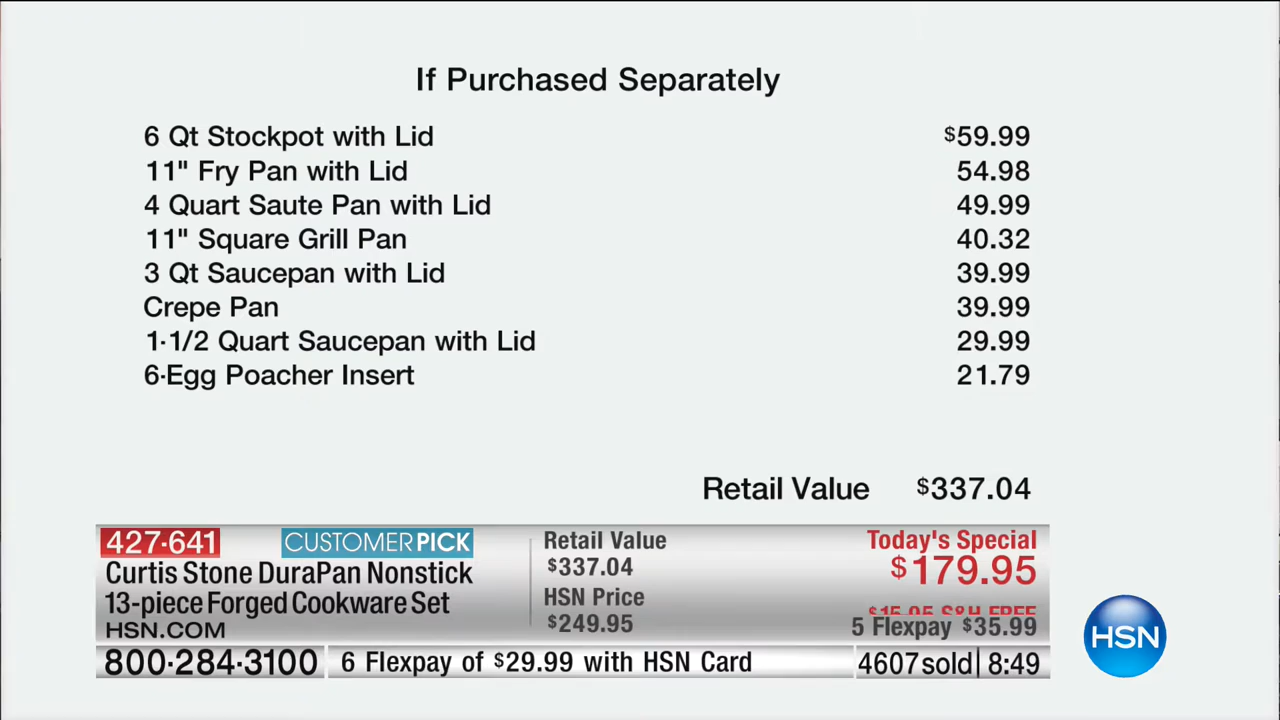 If Purchased Separately
6 Qt Stockpot with Lid $59.99
11" Fry Pan with Lid 54.98
4 Quart Saute Pan with Lid 49.99
11" Square Grill Pan 40.32
3 Qt Saucepan with Lid 39.99
Crepe Pan 39.99
1·1/2 Quart Saucepan with Lid 29.99
6·Egg Poacher Insert 21.79
Retail Value $337.04
427·641 CUSTOMERPICK
Curtis Stone DuraPan Nonstick
13-piece Forged Cookware Set
HSN.COM
Retail Value
$337.04
HSN Price
$249.95
Today's Special
$179.95
$15.95 S&H FREE
5 Flexpay $35.99
HSN
800·284·3100 6 Flexpay of $29.99 with HSN Card 4607 sold 8:49